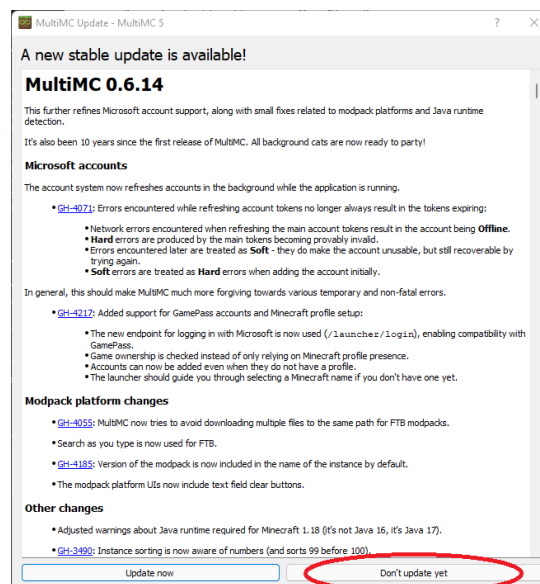 MultiMC Update - MultiMC 5
A new stable update is available!
MultiMC 0.6.14
This further refines Microsoft account support, along with small fixes related to modpack platforms and Java runtime
detection.
It's also been 10 years since the first release of MultiMC. All background cats are now ready to party!
Microsoft accounts
The account system now refreshes accounts in the background while the application is running.
• GH-4071: Errors encountered while refreshing account tokens no longer always result in the tokens expiring:
• Network errors encountered when refreshing the main account tokens result in the account being Offline.
• Hard errors are produced by the main tokens becoming provably invalid.
• Errors encountered later are treated as Soft - they do make the account unusable, but still recoverable by
trying again.
• Soft errors are treated as Hard errors when adding the account initially.
In general, this should make MultiMC much more forgiving towards various temporary and non-fatal errors.
• GH-4217: Added support for GamePass accounts and Minecraft profile setup:
• The new endpoint for logging in with Microsoft is now used (/launcher/login), enabling compatibility with
GamePass.
• Game ownership is checked instead of only relying on Minecraft profile presence.
• Accounts can now be added even when they do not have a profile.
• The launcher should guide you through selecting a Minecraft name if you don't have one yet.
Modpack platform changes
• GH-4055: MultiMC now tries to avoid downloading multiple files to the same path for FTB modpacks.
• Search as you type is now used for FTB.
• GH-4185: Version of the modpack is now included in the name of the instance by default.
• The modpack platform UIs now include text field clear buttons.
Other changes
• Adjusted warnings about Java runtime required for Minecraft 1.18 (it's not Java 16, it's Java 17).
• GH-3490: Instance sorting is now aware of numbers (and sorts 99 before 100).
Update now
Don't update yet